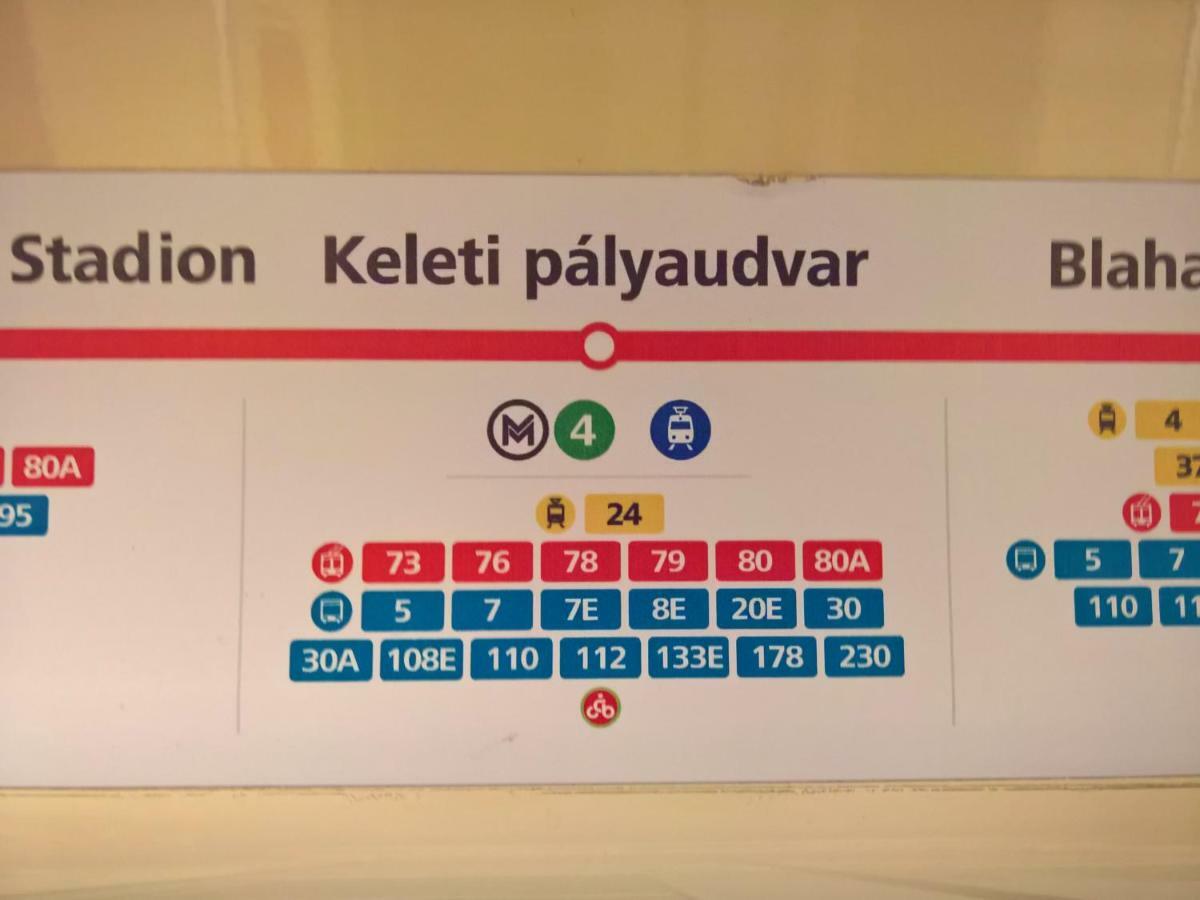 Stadion Keleti pályaudvar Blaha
M 4
4
80A
37
95
24
73 76 78 79 80 80A
5 7 7E 8E 20E 30
5 7
30A 108E 110 112 133E 178 230
110